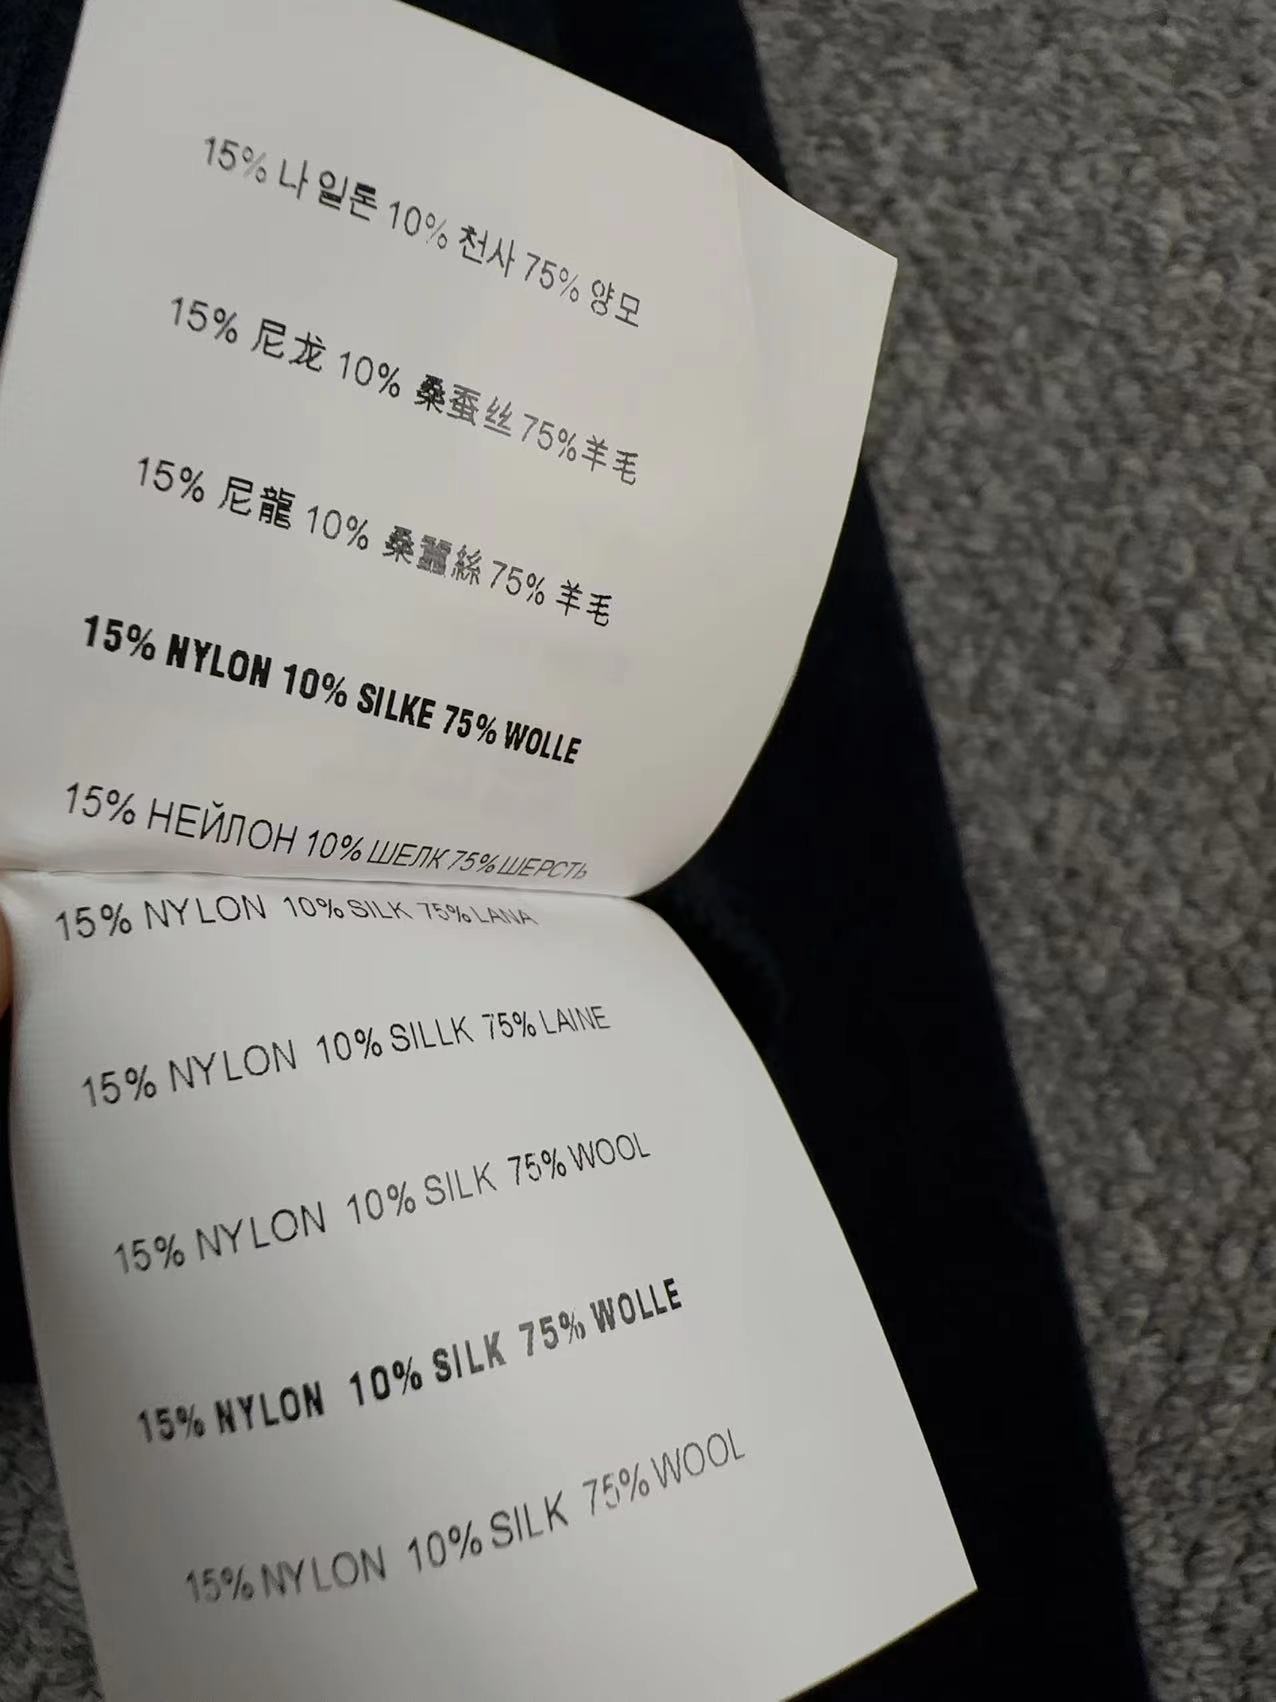 15% 나 일론 10% 천사 75% 양모
15% 尼龙 10% 桑蚕丝 75% 羊毛
15% 尼龍 10% 桑蠶絲 75% 羊毛
15% NYLON 10% SILKE 75% WOLLE
15% НЕЙЛОН 10% ШЕЛК 75% ШЕРСТЬ
15% NYLON 10% SILK 75% LANA
15% NYLON 10% SILLK 75% LAINE
15% NYLON 10% SILK 75% WOOL
15% NYLON 10% SILK 75% WOLLE
15% NYLON 10% SILK 75% WOOL